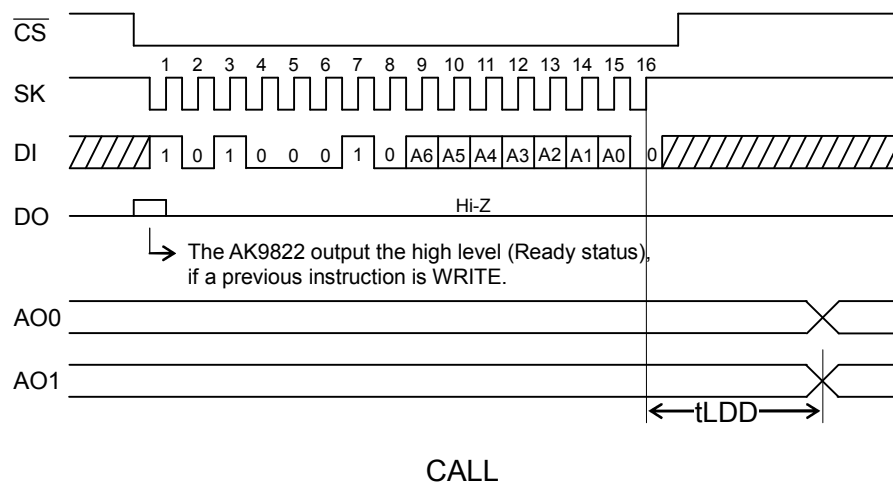 CS
1 2 3 4 5 6 7 8 9 10 11 12 13 14 15 16
SK
DI 1 0 1 0 0 0 1 0 A6 A5 A4 A3 A2 A1 A0 0
Hi-Z
DO
The AK9822 output the high level (Ready status),
if a previous instruction is WRITE.
AO0
AO1
tLDD
CALL